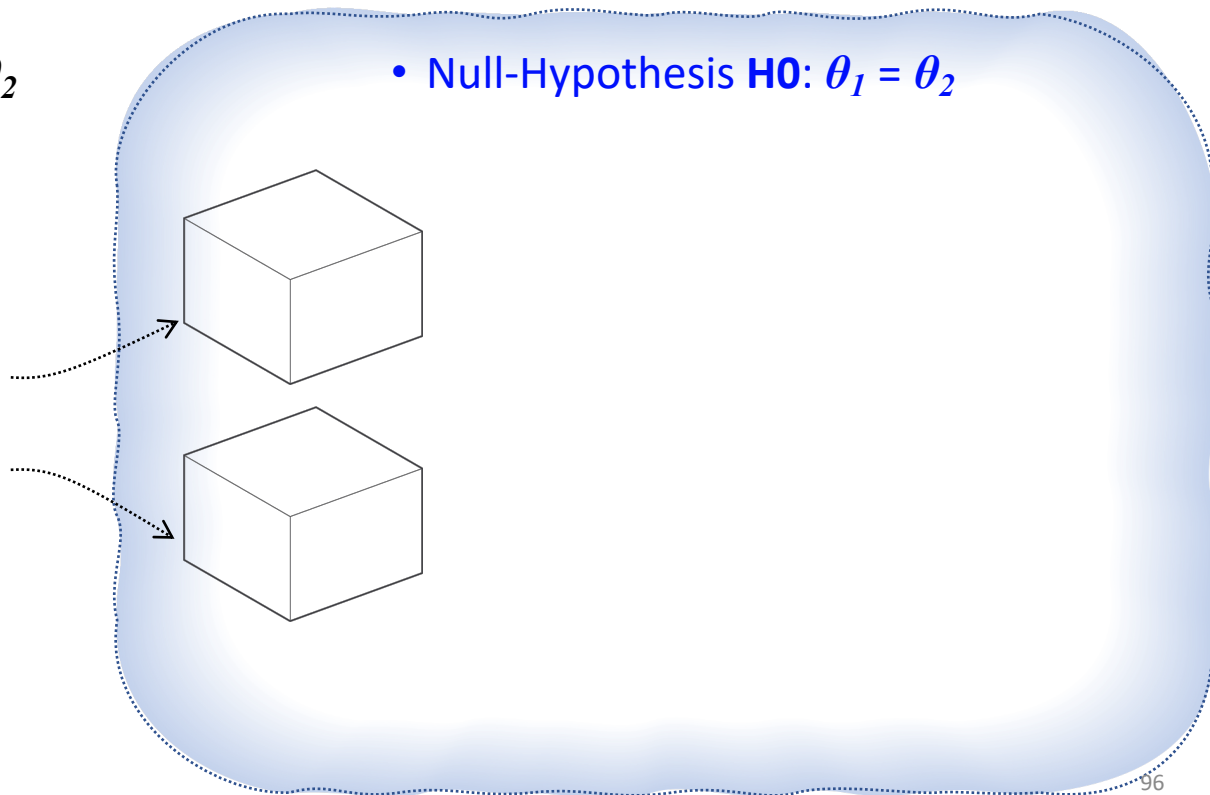 • Null-Hypothesis H0: θ₁ = θ₂
96